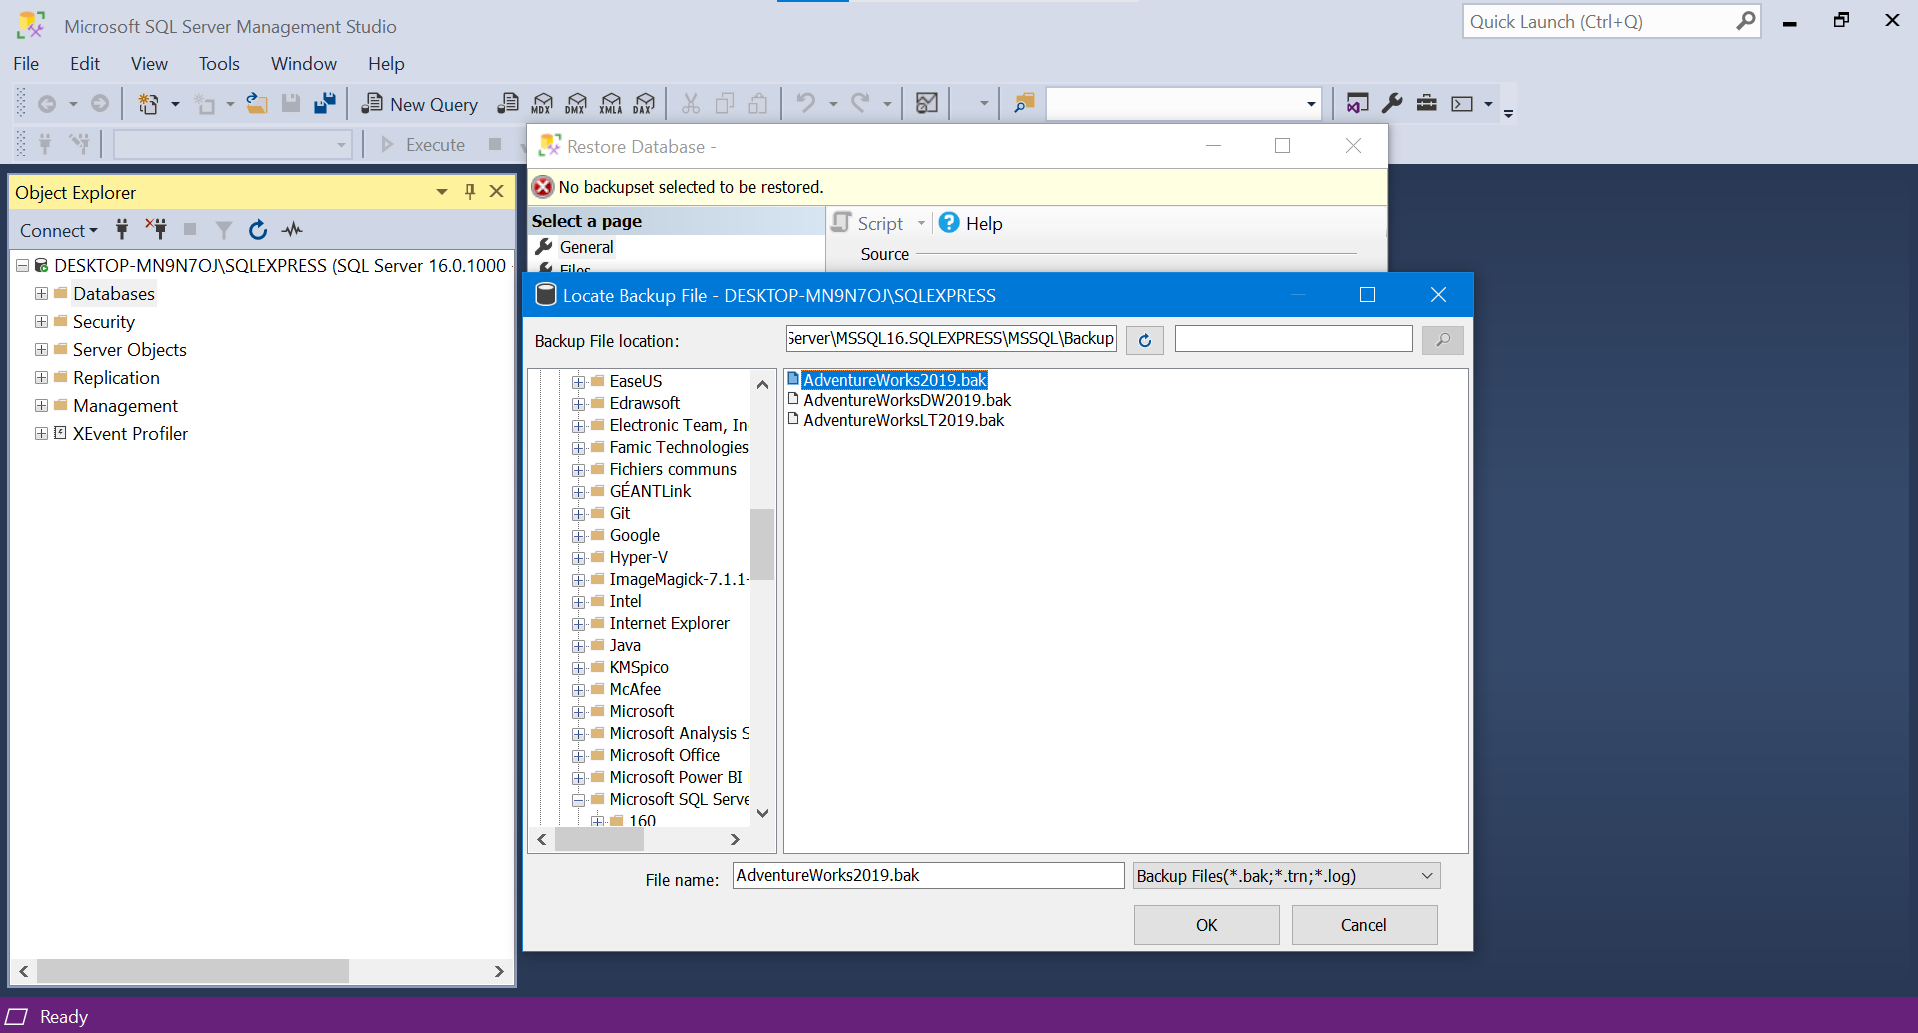 Microsoft SQL Server Management Studio
Quick Launch (Ctrl+Q)
File Edit View Tools Window Help
New Query MDX DMX XMLA DAX
Execute
Restore Database -
No backupset selected to be restored.
Select a page
Script Help
General
Source
Files
Object Explorer
Connect
DESKTOP-MN9N7OJ\SQLEXPRESS (SQL Server 16.0.1000
Databases
Security
Server Objects
Replication
Management
XEvent Profiler
Locate Backup File - DESKTOP-MN9N7OJ\SQLEXPRESS
Backup File location: Server\MSSQL16.SQLEXPRESS\MSSQL\Backup
EaseUS
Edrawsoft
Electronic Team, In
Famic Technologies
Fichiers communs
GÉANTLink
Git
Google
Hyper-V
ImageMagick-7.1.1-
Intel
Internet Explorer
Java
KMSpico
McAfee
Microsoft
Microsoft Analysis S
Microsoft Office
Microsoft Power BI
Microsoft SQL Serve
160
AdventureWorks2019.bak
AdventureWorksDW2019.bak
AdventureWorksLT2019.bak
File name: AdventureWorks2019.bak Backup Files(*.bak;*.trn;*.log)
OK Cancel
Ready